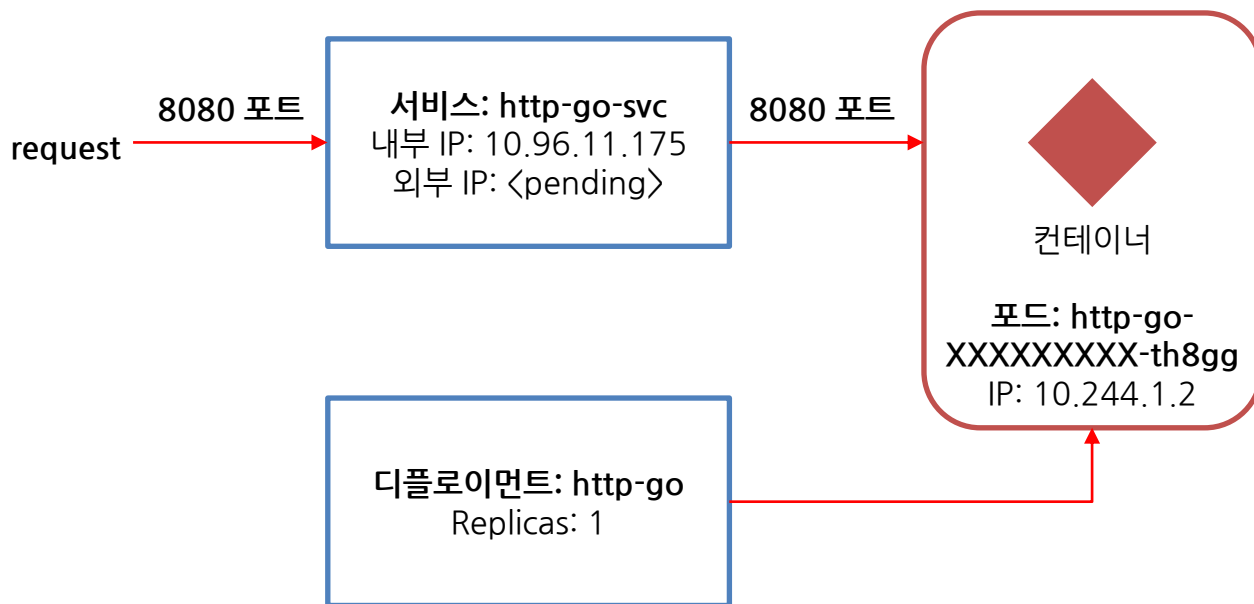 request
8080 포트
서비스: http-go-svc
내부 IP: 10.96.11.175
외부 IP: <pending>
8080 포트
컨테이너
포드: http-go-
XXXXXXXXX-th8gg
IP: 10.244.1.2
디플로이먼트: http-go
Replicas: 1